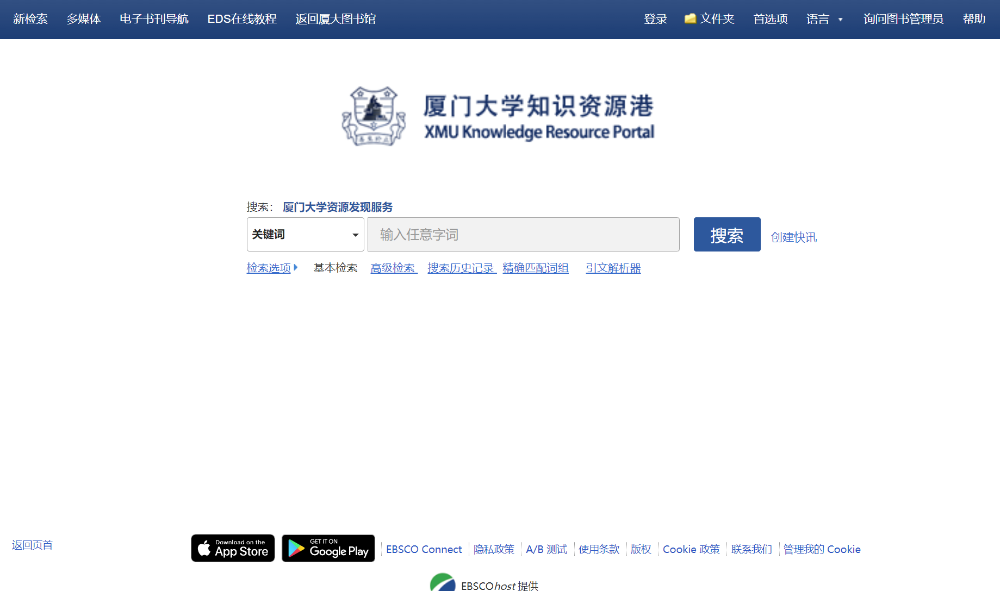 新检索 多媒体 电子书刊导航 EDS在线教程 返回厦大图书馆 登录 文件夹 首选项 语言 询问图书管理员 帮助
厦门大学知识资源港
XMU Knowledge Resource Portal
搜索： 厦门大学资源发现服务
关键词 输入任意字词 搜索 创建快讯
检索选项 基本检索 高级检索 搜索历史记录 精确匹配词组 引文解析器
返回页首
Download on the
App Store
GET IT ON
Google Play
EBSCO Connect 隐私政策 A/B 测试 使用条款 版权 Cookie 政策 联系我们 管理我的 Cookie
EBSCOhost 提供